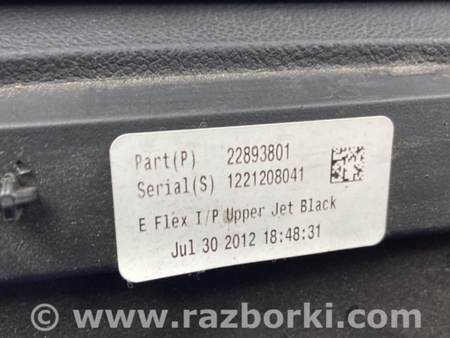 Part(P) 22893801
Serial(S) 1221208041
E Flex I/P Upper Jet Black
Jul 30 2012 18:48:31
www.razborki.com